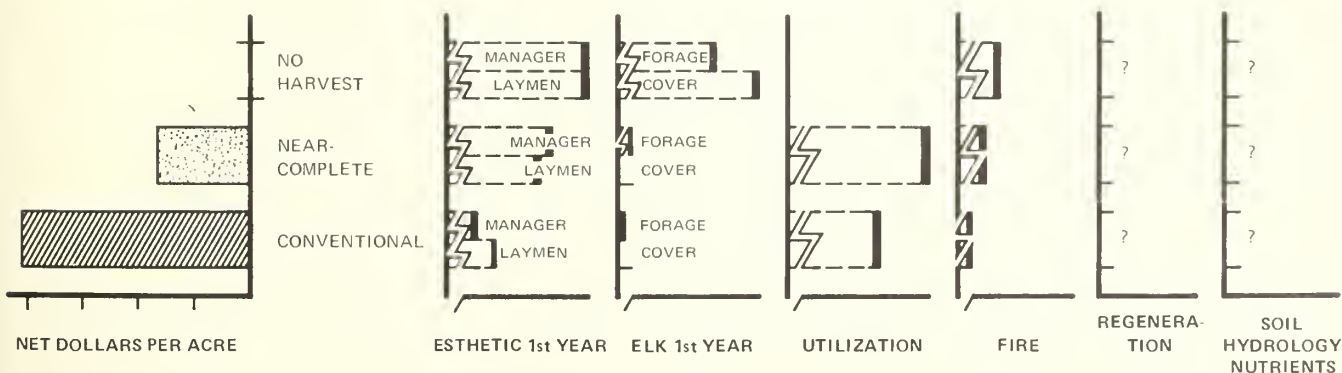 NO
HARVEST
MANAGER
LAYMEN
FORAGE
COVER
?
?
NEAR-
COMPLETE
MANAGER
LAYMEN
FORAGE
COVER
?
?
CONVENTIONAL
MANAGER
LAYMEN
FORAGE
COVER
?
?
NET DOLLARS PER ACRE
ESTHETIC 1st YEAR
ELK 1st YEAR
UTILIZATION
FIRE
REGENERA-
TION
SOIL
HYDROLOGY
NUTRIENTS